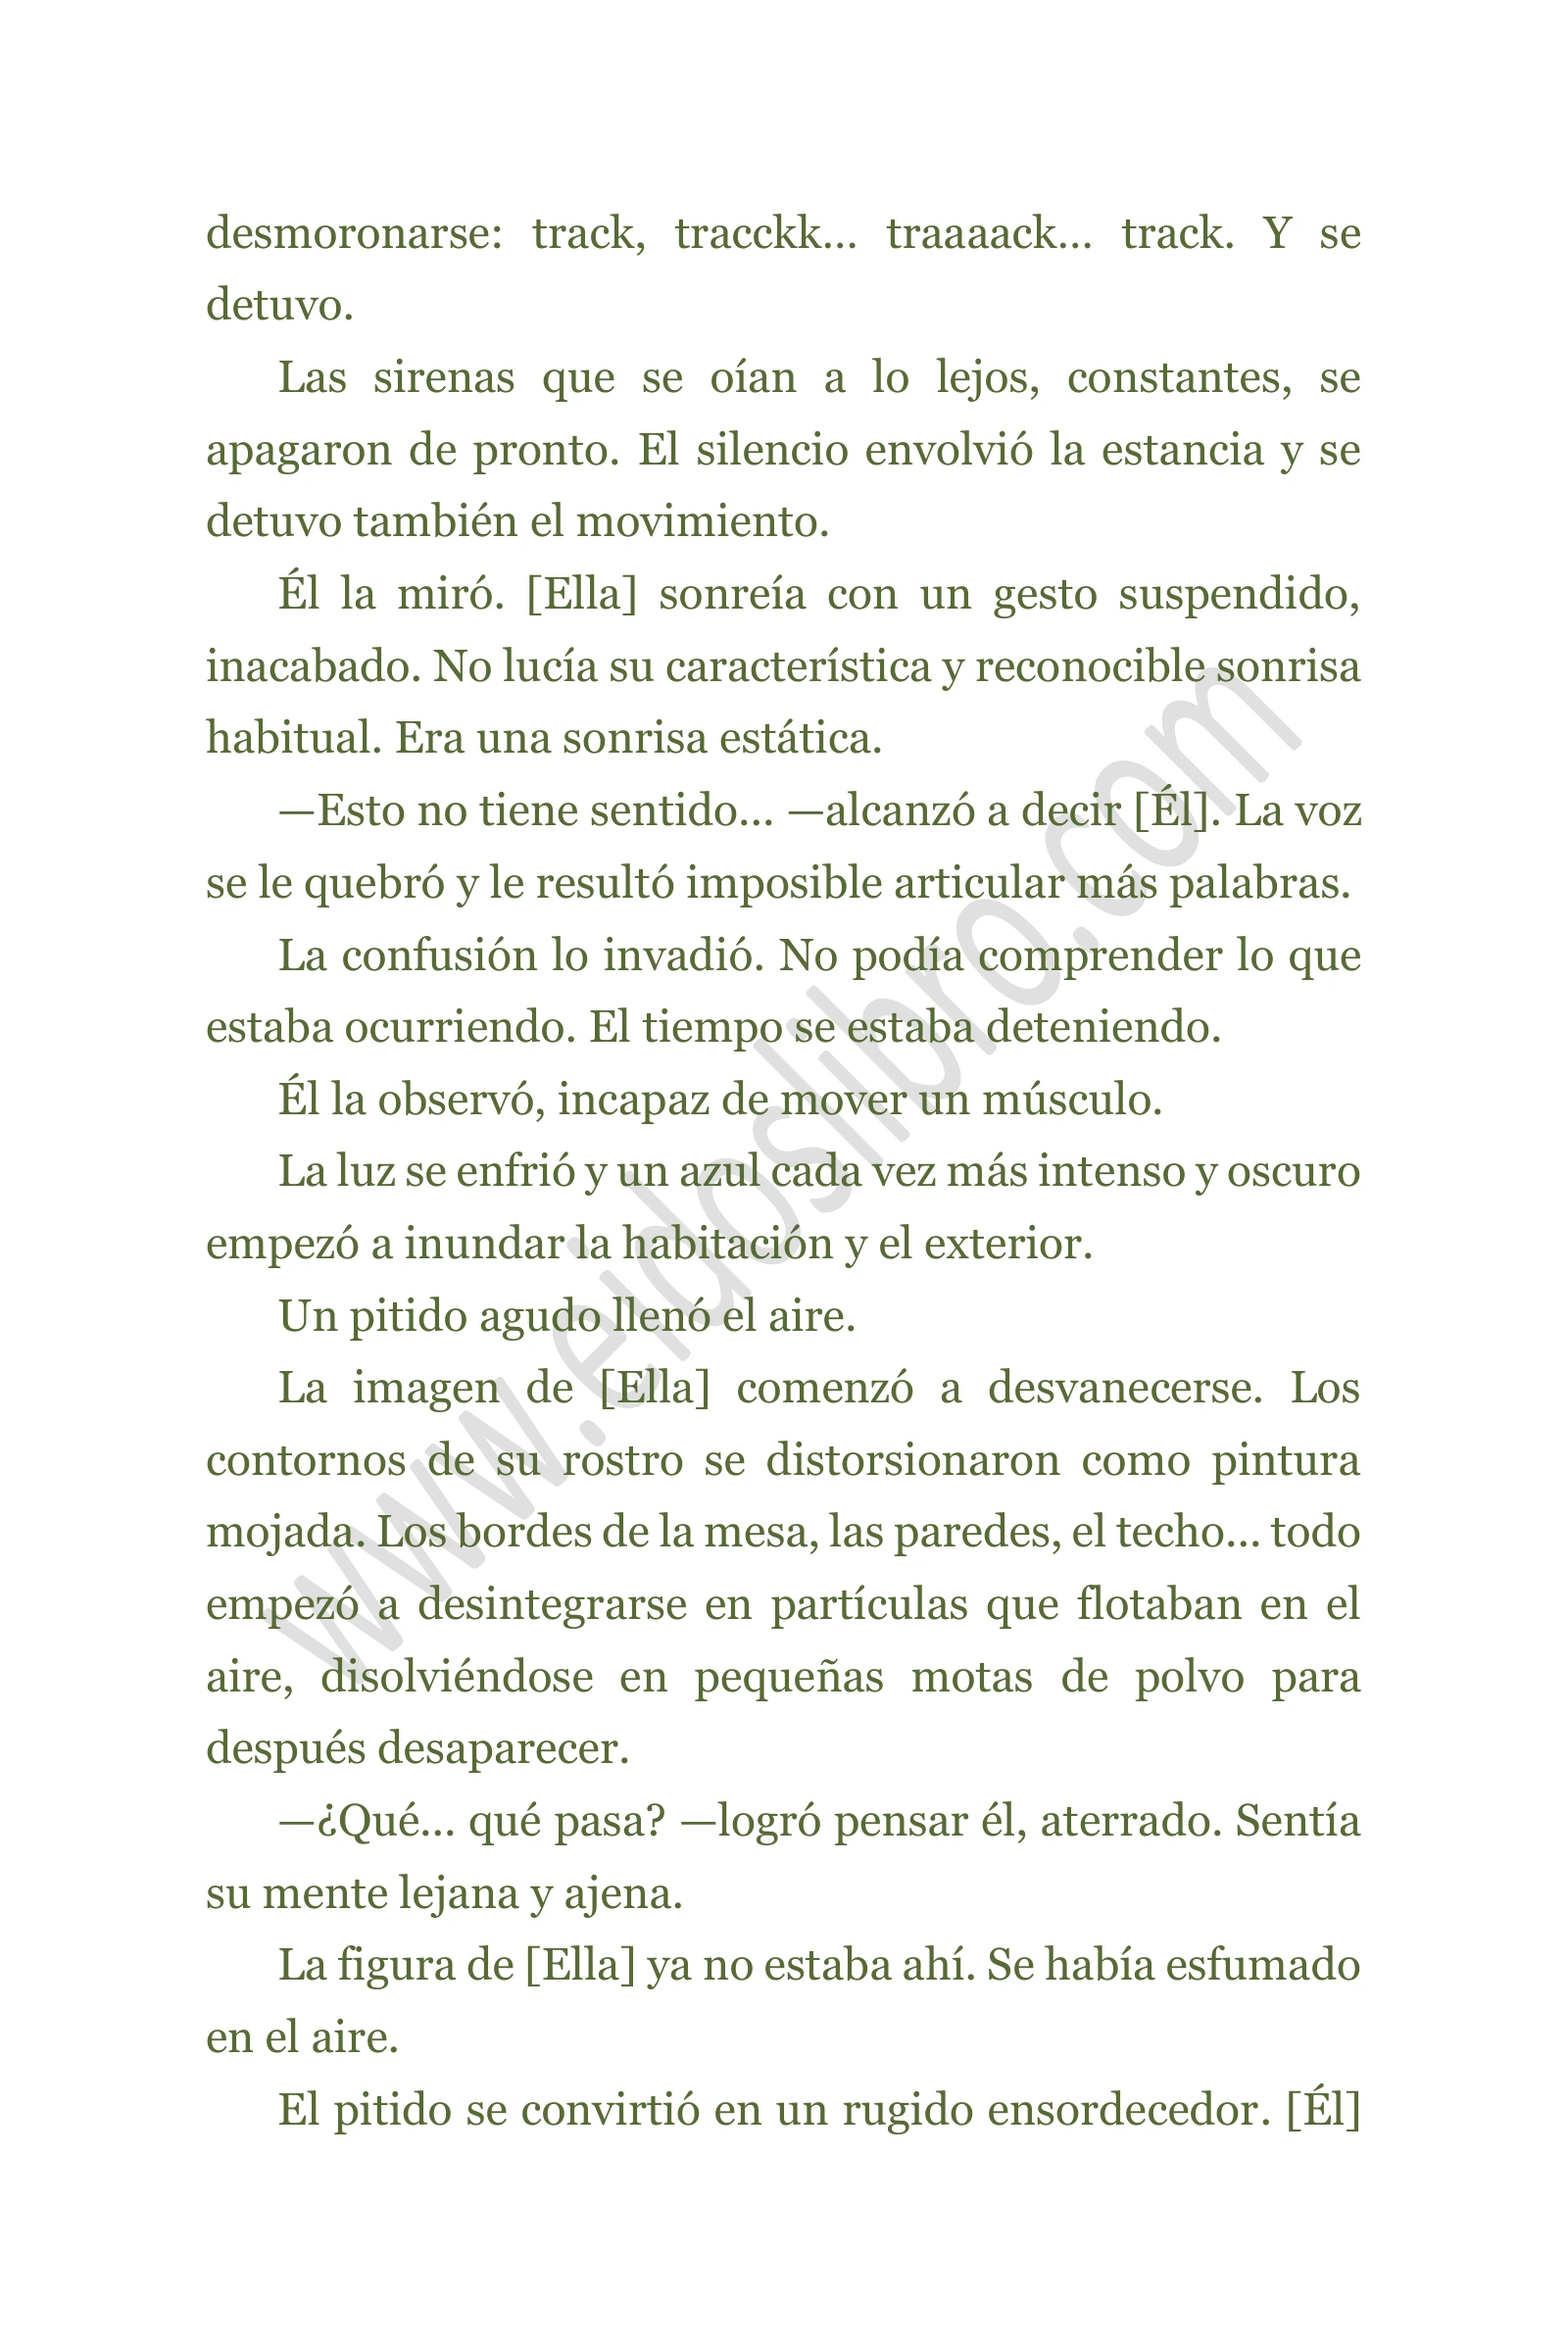 desmoronarse: track, tracckk... traaaack... track. Y se
detuvo.
Las sirenas que se oían a lo lejos, constantes, se
apagaron de pronto. El silencio envolvió la estancia y se
detuvo también el movimiento.
Él la miró. [Ella] sonreía con un gesto suspendido,
inacabado. No lucía su característica y reconocible sonrisa
habitual. Era una sonrisa estática.
—Esto no tiene sentido... —alcanzó a decir [Él]. La voz
se le quebró y le resultó imposible articular más palabras.
La confusión lo invadió. No podía comprender lo que
estaba ocurriendo. El tiempo se estaba deteniendo.
Él la observó, incapaz de mover un músculo.
La luz se enfrió y un azul cada vez más intenso y oscuro
empezó a inundar la habitación y el exterior.
Un pitido agudo llenó el aire.
La imagen de [Ella] comenzó a desvanecerse. Los
contornos de su rostro se distorsionaron como pintura
mojada. Los bordes de la mesa, las paredes, el techo... todo
empezó a desintegrarse en partículas que flotaban en el
aire, disolviéndose en pequeñas motas de polvo para
después desaparecer.
—¿Qué... qué pasa? —logró pensar él, aterrado. Sentía
su mente lejana y ajena.
La figura de [Ella] ya no estaba ahí. Se había esfumado
en el aire.
El pitido se convirtió en un rugido ensordecedor. [Él]
www.eidoslibro.com